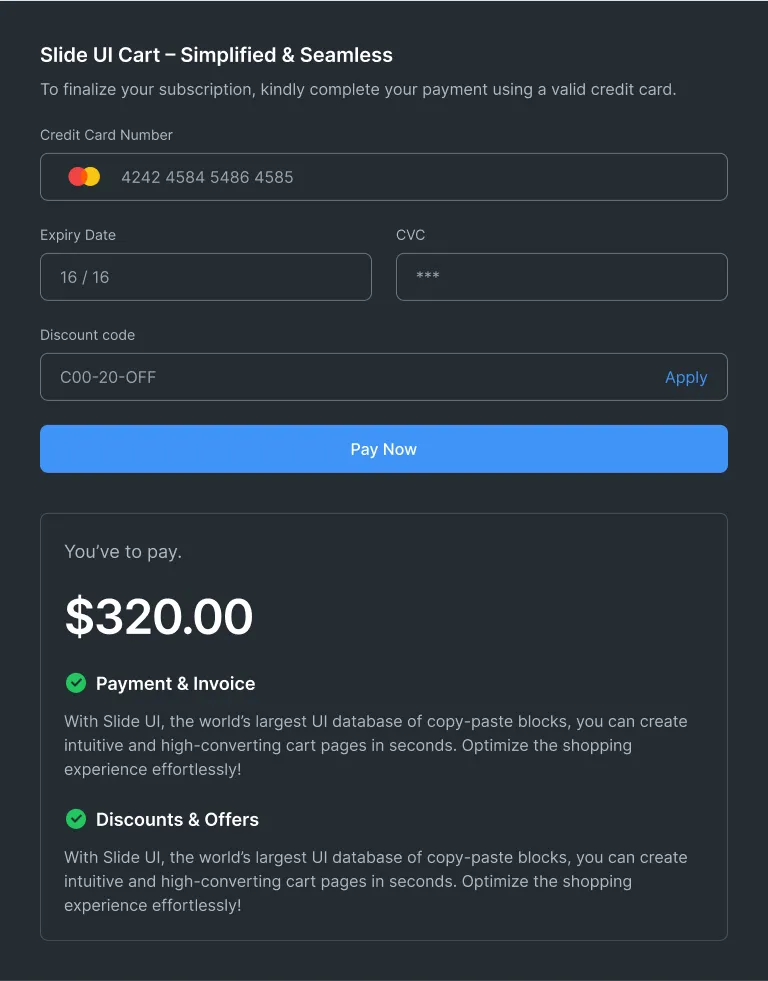 Slide UI Cart – Simplified & Seamless
To finalize your subscription, kindly complete your payment using a valid credit card.
Credit Card Number
4242 4584 5486 4585
Expiry Date
CVC
16 / 16
***
Discount code
C00-20-OFF
Apply
Pay Now
You’ve to pay.
$320.00
Payment & Invoice
With Slide UI, the world’s largest UI database of copy-paste blocks, you can create
intuitive and high-converting cart pages in seconds. Optimize the shopping
experience effortlessly!
Discounts & Offers
With Slide UI, the world’s largest UI database of copy-paste blocks, you can create
intuitive and high-converting cart pages in seconds. Optimize the shopping
experience effortlessly!